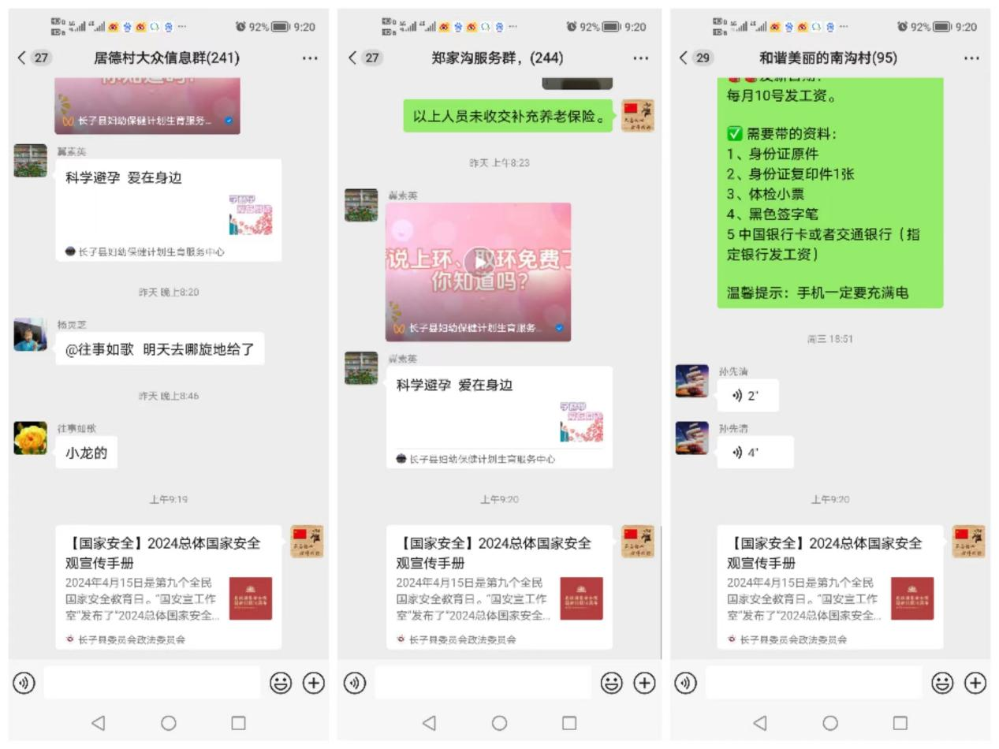 92% 9:20
27
居德村大众信息群(241)
你知道吗?
长子县妇幼保健计划生育服务...
冀素英
科学避孕 爱在身边
长子县妇幼保健计划生育服务中心
昨天 晚上8:20
杨灵芝
@往事如歌 明天去哪旋地给了
昨天 晚上8:46
往事如歌
小龙的
上午9:19
【国家安全】2024总体国家安全
观宣传手册
2024年4月15日是第九个全民
国家安全教育日。“国安宣工作
室”发布了“2024总体国家安全...
长子县委员会政法委员会
92% 9:20
27
郑家沟服务群，(244)
以上人员未收交补充养老保险。
昨天 上午8:23
冀素英
说上环、取环免费了
你知道吗?
长子县妇幼保健计划生育服务...
冀素英
科学避孕 爱在身边
长子县妇幼保健计划生育服务中心
上午9:20
【国家安全】2024总体国家安全
观宣传手册
2024年4月15日是第九个全民
国家安全教育日。“国安宣工作
室”发布了“2024总体国家安全...
长子县委员会政法委员会
92% 9:20
29
和谐美丽的南沟村(95)
发薪日期：
每月10号发工资。
需要带的资料：
1、身份证原件
2、身份证复印件1张
3、体检小票
4、黑色签字笔
5 中国银行卡或者交通银行（指
定银行发工资）
温馨提示：手机一定要充满电
周三 18:51
孙先清
2"
孙先清
4"
上午9:20
【国家安全】2024总体国家安全
观宣传手册
2024年4月15日是第九个全民
国家安全教育日。“国安宣工作
室”发布了“2024总体国家安全...
长子县委员会政法委员会